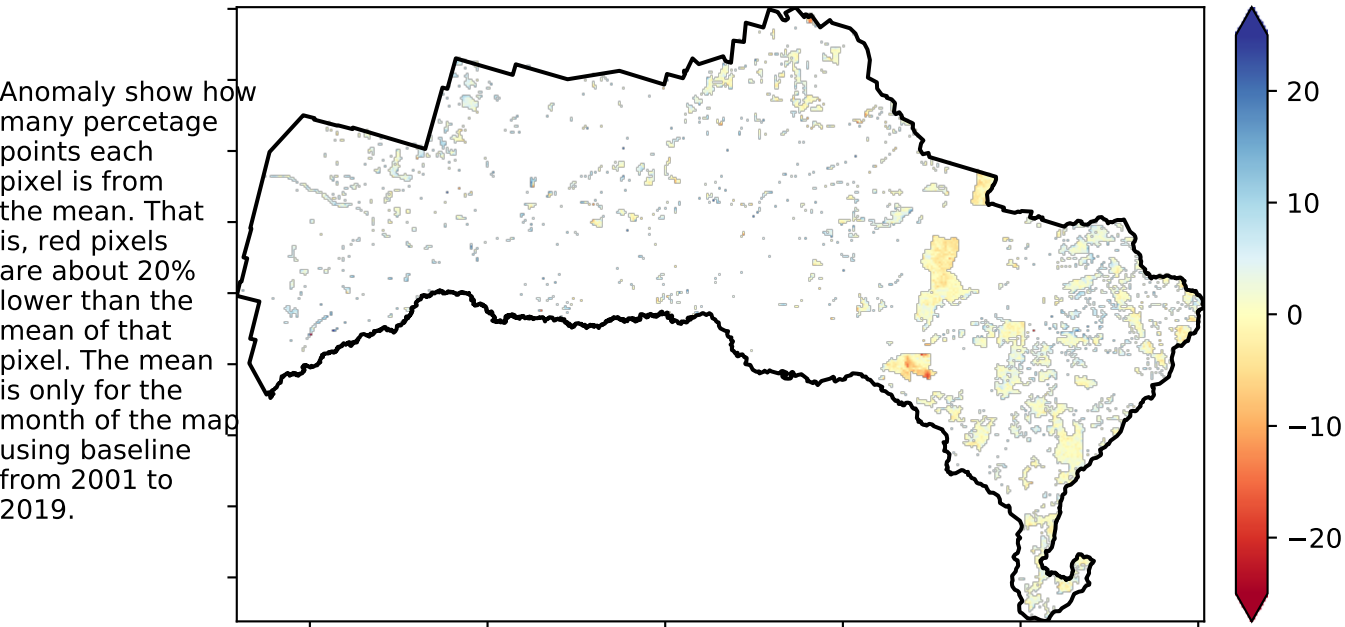 Anomaly show how
many percetage
points each
pixel is from
the mean. That
is, red pixels
are about 20%
lower than the
mean of that
pixel. The mean
is only for the
month of the map
using baseline
from 2001 to
2019.
20
10
0
−10
−20